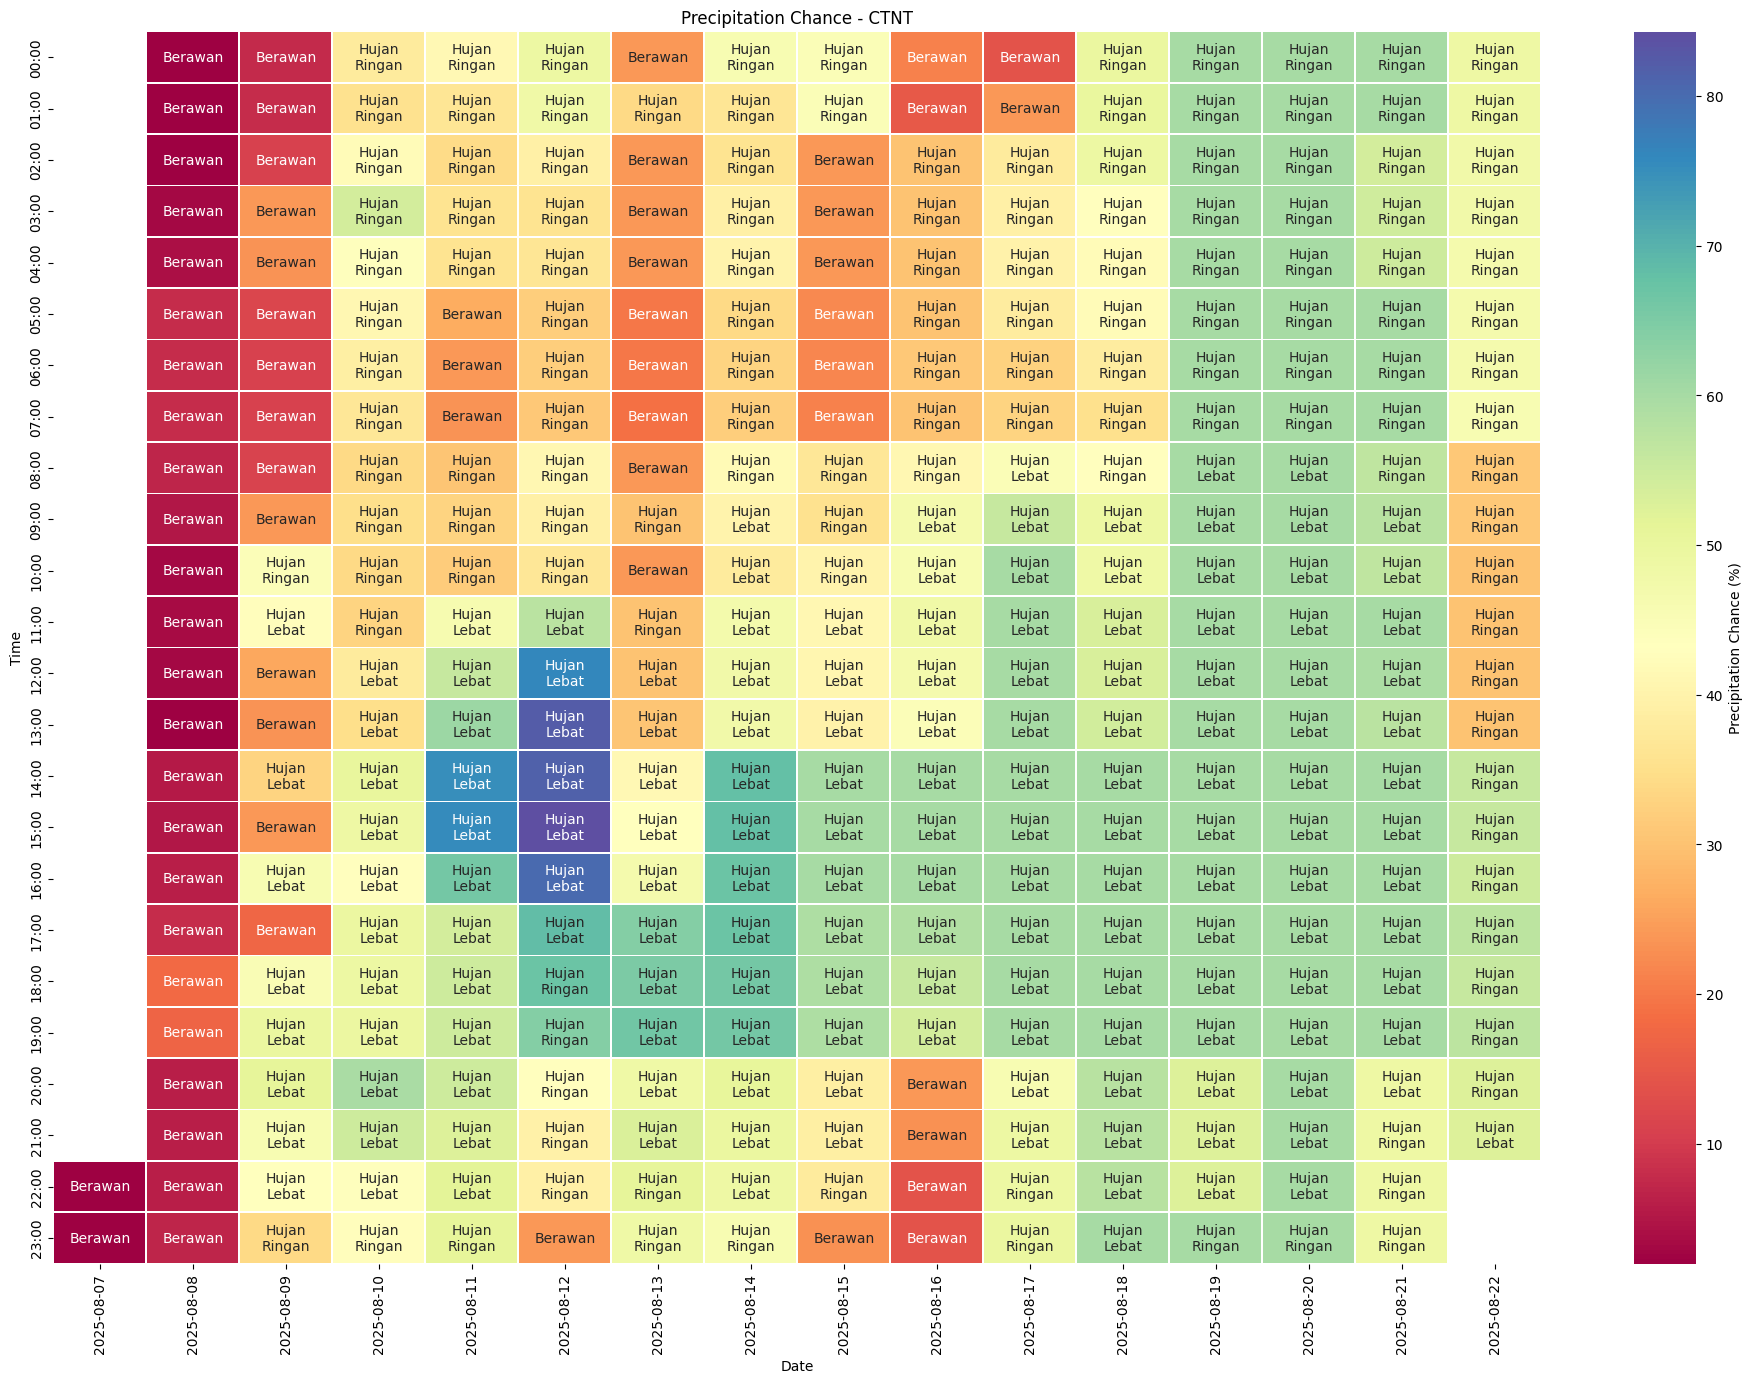 Precipitation Chance - CTNT
00:00 Berawan Berawan Hujan Ringan Hujan Ringan Hujan Ringan Berawan Hujan Ringan Hujan Ringan Berawan Berawan Hujan Ringan Hujan Ringan Hujan Ringan Hujan Ringan Hujan Ringan
01:00 Berawan Berawan Hujan Ringan Hujan Ringan Hujan Ringan Hujan Ringan Hujan Ringan Hujan Ringan Berawan Berawan Hujan Ringan Hujan Ringan Hujan Ringan Hujan Ringan Hujan Ringan
02:00 Berawan Berawan Hujan Ringan Hujan Ringan Hujan Ringan Berawan Hujan Ringan Berawan Hujan Ringan Hujan Ringan Hujan Ringan Hujan Ringan Hujan Ringan Hujan Ringan Hujan Ringan
03:00 Berawan Berawan Hujan Ringan Hujan Ringan Hujan Ringan Berawan Hujan Ringan Berawan Hujan Ringan Hujan Ringan Hujan Ringan Hujan Ringan Hujan Ringan Hujan Ringan Hujan Ringan
04:00 Berawan Berawan Hujan Ringan Hujan Ringan Hujan Ringan Berawan Hujan Ringan Berawan Hujan Ringan Hujan Ringan Hujan Ringan Hujan Ringan Hujan Ringan Hujan Ringan Hujan Ringan
05:00 Berawan Berawan Hujan Ringan Berawan Hujan Ringan Berawan Hujan Ringan Berawan Hujan Ringan Hujan Ringan Hujan Ringan Hujan Ringan Hujan Ringan Hujan Ringan Hujan Ringan
06:00 Berawan Berawan Hujan Ringan Berawan Hujan Ringan Berawan Hujan Ringan Berawan Hujan Ringan Hujan Ringan Hujan Ringan Hujan Ringan Hujan Ringan Hujan Ringan Hujan Ringan
07:00 Berawan Berawan Hujan Ringan Berawan Hujan Ringan Berawan Hujan Ringan Berawan Hujan Ringan Hujan Ringan Hujan Ringan Hujan Ringan Hujan Ringan Hujan Ringan Hujan Ringan
08:00 Berawan Berawan Hujan Ringan Hujan Ringan Hujan Ringan Berawan Hujan Ringan Hujan Ringan Hujan Ringan Hujan Lebat Hujan Ringan Hujan Lebat Hujan Lebat Hujan Ringan Hujan Ringan
09:00 Berawan Berawan Hujan Ringan Hujan Ringan Hujan Ringan Hujan Ringan Hujan Lebat Hujan Ringan Hujan Lebat Hujan Lebat Hujan Lebat Hujan Lebat Hujan Lebat Hujan Lebat Hujan Ringan
10:00 Berawan Hujan Ringan Hujan Ringan Hujan Ringan Hujan Ringan Berawan Hujan Lebat Hujan Ringan Hujan Lebat Hujan Lebat Hujan Lebat Hujan Lebat Hujan Lebat Hujan Lebat Hujan Ringan
11:00 Berawan Hujan Lebat Hujan Ringan Hujan Lebat Hujan Lebat Hujan Ringan Hujan Lebat Hujan Lebat Hujan Lebat Hujan Lebat Hujan Lebat Hujan Lebat Hujan Lebat Hujan Lebat Hujan Ringan
12:00 Berawan Berawan Hujan Lebat Hujan Lebat Hujan Lebat Hujan Lebat Hujan Lebat Hujan Lebat Hujan Lebat Hujan Lebat Hujan Lebat Hujan Lebat Hujan Lebat Hujan Lebat Hujan Ringan
13:00 Berawan Berawan Hujan Lebat Hujan Lebat Hujan Lebat Hujan Lebat Hujan Lebat Hujan Lebat Hujan Lebat Hujan Lebat Hujan Lebat Hujan Lebat Hujan Lebat Hujan Lebat Hujan Ringan
14:00 Berawan Hujan Lebat Hujan Lebat Hujan Lebat Hujan Lebat Hujan Lebat Hujan Lebat Hujan Lebat Hujan Lebat Hujan Lebat Hujan Lebat Hujan Lebat Hujan Lebat Hujan Lebat Hujan Ringan
15:00 Berawan Berawan Hujan Lebat Hujan Lebat Hujan Lebat Hujan Lebat Hujan Lebat Hujan Lebat Hujan Lebat Hujan Lebat Hujan Lebat Hujan Lebat Hujan Lebat Hujan Lebat Hujan Ringan
16:00 Berawan Hujan Lebat Hujan Lebat Hujan Lebat Hujan Lebat Hujan Lebat Hujan Lebat Hujan Lebat Hujan Lebat Hujan Lebat Hujan Lebat Hujan Lebat Hujan Lebat Hujan Lebat Hujan Ringan
17:00 Berawan Berawan Hujan Lebat Hujan Lebat Hujan Lebat Hujan Lebat Hujan Lebat Hujan Lebat Hujan Lebat Hujan Lebat Hujan Lebat Hujan Lebat Hujan Lebat Hujan Lebat Hujan Ringan
18:00 Berawan Hujan Lebat Hujan Lebat Hujan Lebat Hujan Ringan Hujan Lebat Hujan Lebat Hujan Lebat Hujan Lebat Hujan Lebat Hujan Lebat Hujan Lebat Hujan Lebat Hujan Lebat Hujan Ringan
19:00 Berawan Hujan Lebat Hujan Lebat Hujan Lebat Hujan Ringan Hujan Lebat Hujan Lebat Hujan Lebat Hujan Lebat Hujan Lebat Hujan Lebat Hujan Lebat Hujan Lebat Hujan Lebat Hujan Ringan
20:00 Berawan Hujan Lebat Hujan Lebat Hujan Lebat Hujan Ringan Hujan Lebat Hujan Lebat Hujan Lebat Berawan Hujan Lebat Hujan Lebat Hujan Lebat Hujan Lebat Hujan Lebat Hujan Ringan
21:00 Berawan Hujan Lebat Hujan Lebat Hujan Lebat Hujan Ringan Hujan Lebat Hujan Lebat Hujan Lebat Berawan Hujan Lebat Hujan Lebat Hujan Lebat Hujan Lebat Hujan Ringan Hujan Lebat
22:00 Berawan Berawan Hujan Lebat Hujan Lebat Hujan Lebat Hujan Ringan Hujan Ringan Hujan Lebat Hujan Ringan Berawan Hujan Ringan Hujan Lebat Hujan Lebat Hujan Lebat Hujan Ringan
23:00 Berawan Berawan Hujan Ringan Hujan Ringan Hujan Ringan Berawan Hujan Ringan Hujan Ringan Berawan Berawan Hujan Ringan Hujan Lebat Hujan Ringan Hujan Ringan Hujan Ringan
Time
2025-08-07 2025-08-08 2025-08-09 2025-08-10 2025-08-11 2025-08-12 2025-08-13 2025-08-14 2025-08-15 2025-08-16 2025-08-17 2025-08-18 2025-08-19 2025-08-20 2025-08-21 2025-08-22
Date
80
70
60
50
40
30
20
10
Precipitation Chance (%)